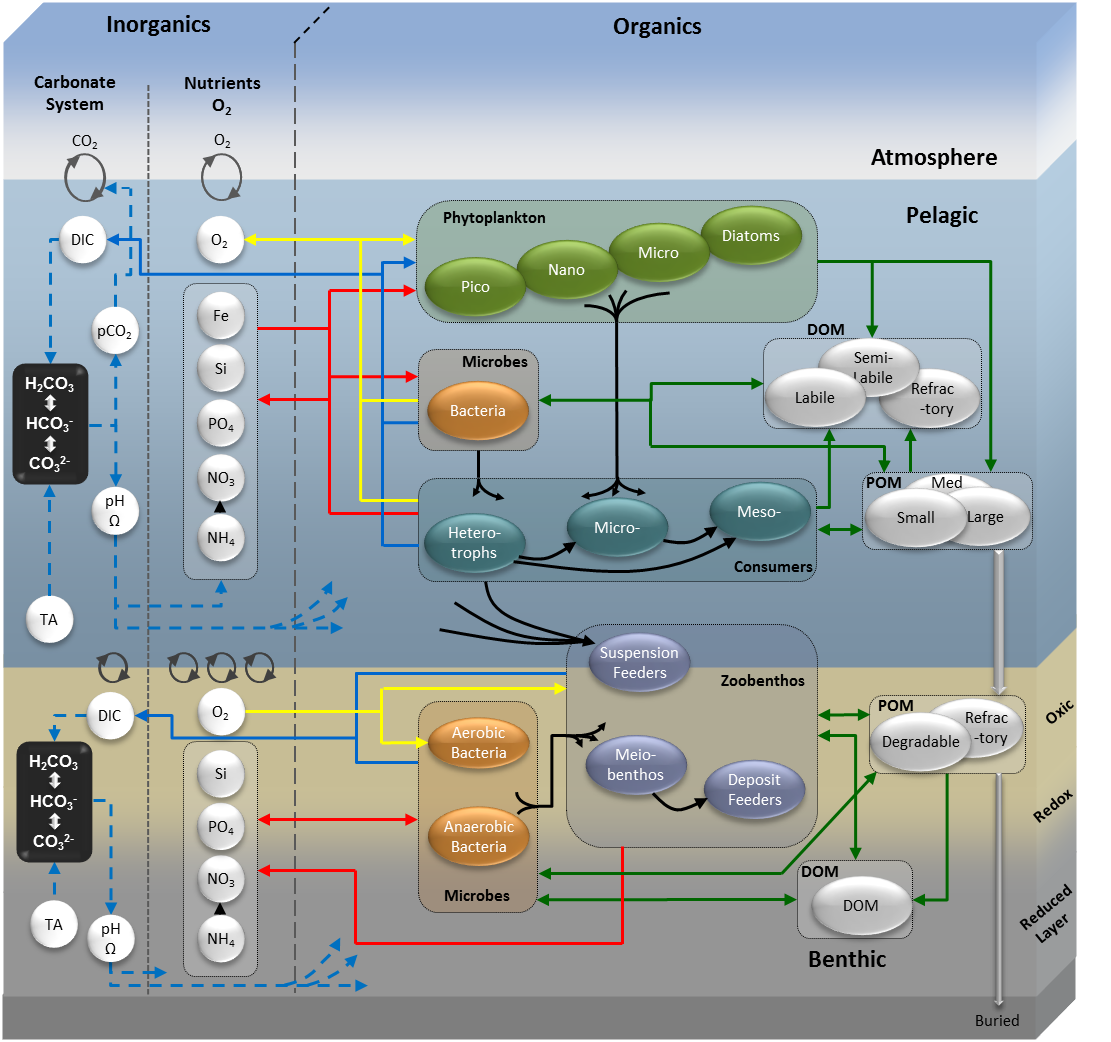 Inorganics
Organics
Carbonate
System
Nutrients
O₂
CO₂
O₂
Atmosphere
Pelagic
DIC
O₂
Phytoplankton
Pico
Nano
Micro
Diatoms
Fe
Si
PO₄
NO₃
NH₄
pCO₂
H₂CO₃
HCO₃⁻
CO₃²⁻
pH
Ω
TA
Microbes
Bacteria
DOM
Semi-
Labile
Labile
Refrac
-tory
POM
Med
Small
Large
Hetero-
trophs
Micro-
Meso-
Consumers
Suspension
Feeders
Zoobenthos
Meio-
benthos
Deposit
Feeders
DIC
O₂
Aerobic
Bacteria
Anaerobic
Bacteria
Microbes
POM
Refrac
-tory
Degradable
Oxic
Redox
Reduced
Layer
H₂CO₃
HCO₃⁻
CO₃²⁻
Si
PO₄
NO₃
NH₄
TA
pH
Ω
DOM
DOM
Benthic
Buried